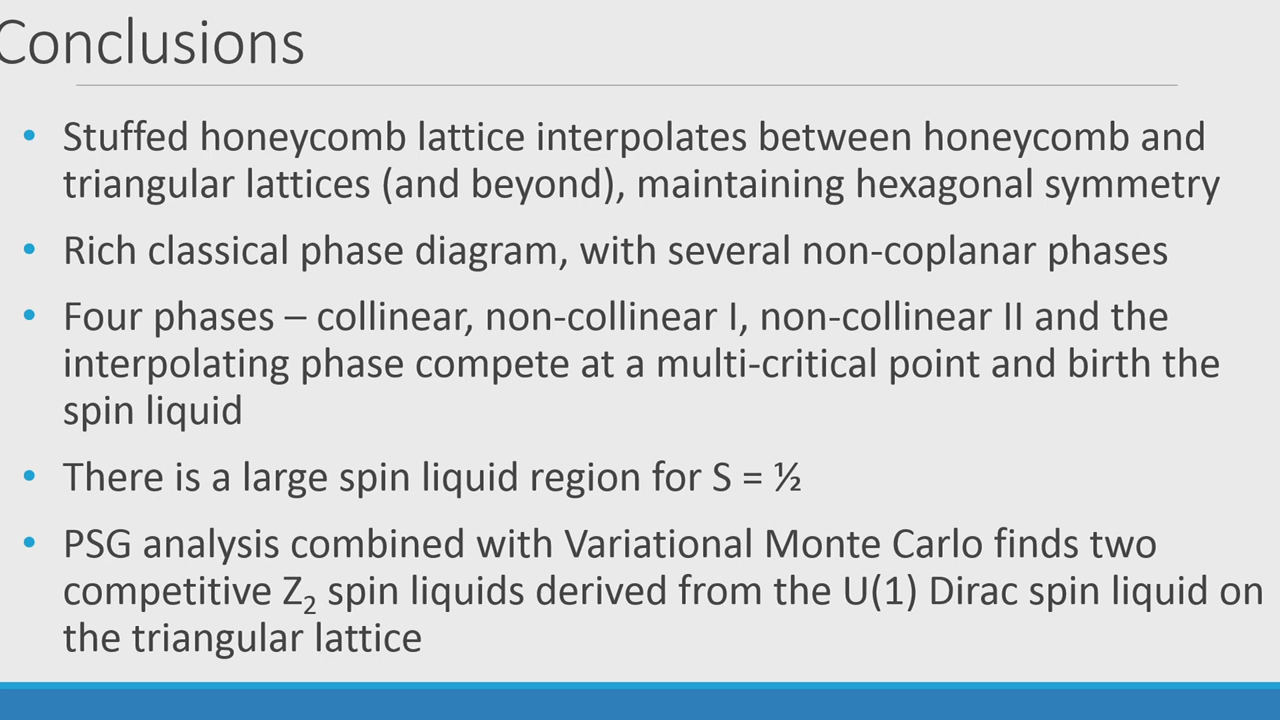 Conclusions
• Stuffed honeycomb lattice interpolates between honeycomb and
triangular lattices (and beyond), maintaining hexagonal symmetry
• Rich classical phase diagram, with several non-coplanar phases
• Four phases – collinear, non-collinear I, non-collinear II and the
interpolating phase compete at a multi-critical point and birth the
spin liquid
• There is a large spin liquid region for S = ½
• PSG analysis combined with Variational Monte Carlo finds two
competitive Z₂ spin liquids derived from the U(1) Dirac spin liquid on
the triangular lattice